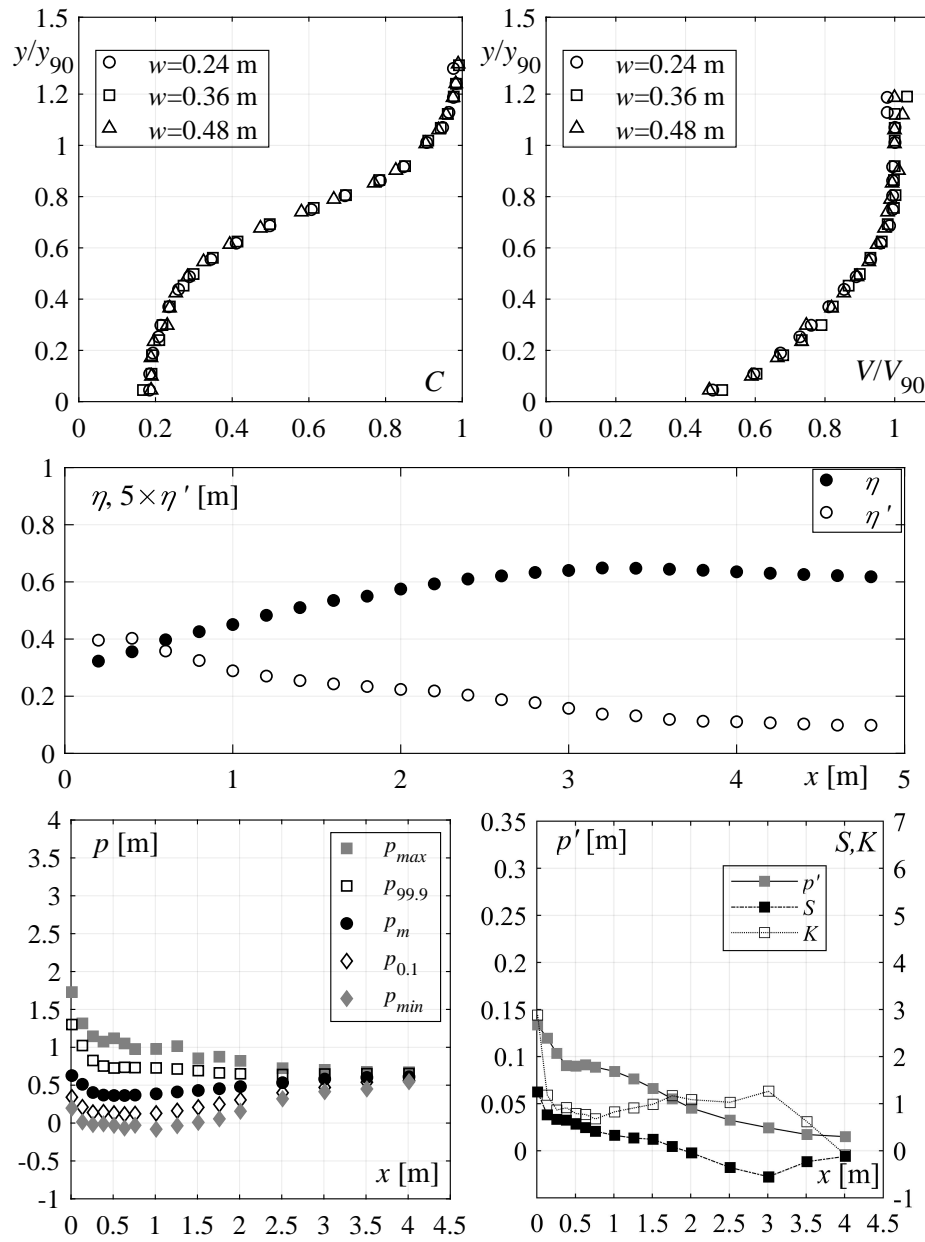 1.5
y/y90
1.2
1
0.8
0.6
0.4
0.2
0
w=0.24 m
w=0.36 m
w=0.48 m
C
0 0.2 0.4 0.6 0.8 1
1.5
y/y90
1.2
1
0.8
0.6
0.4
0.2
0
w=0.24 m
w=0.36 m
w=0.48 m
V/V90
0 0.2 0.4 0.6 0.8 1
1
0.8
0.6
0.4
0.2
0
η, 5×η ' [m]
η
η '
0 1 2 3 4 x [m] 5
4
3.5
3
2.5
2
1.5
1
0.5
0
-0.5
-1
p [m]
pmax
p99.9
pm
p0.1
pmin
x [m]
0 0.5 1 1.5 2 2.5 3 3.5 4 4.5
0.35
0.3
0.25
0.2
0.15
0.1
0.05
0
p' [m]
S,K
p'
S
K
7
6
5
4
3
2
1
0
-1
x [m]
0 0.5 1 1.5 2 2.5 3 3.5 4 4.5